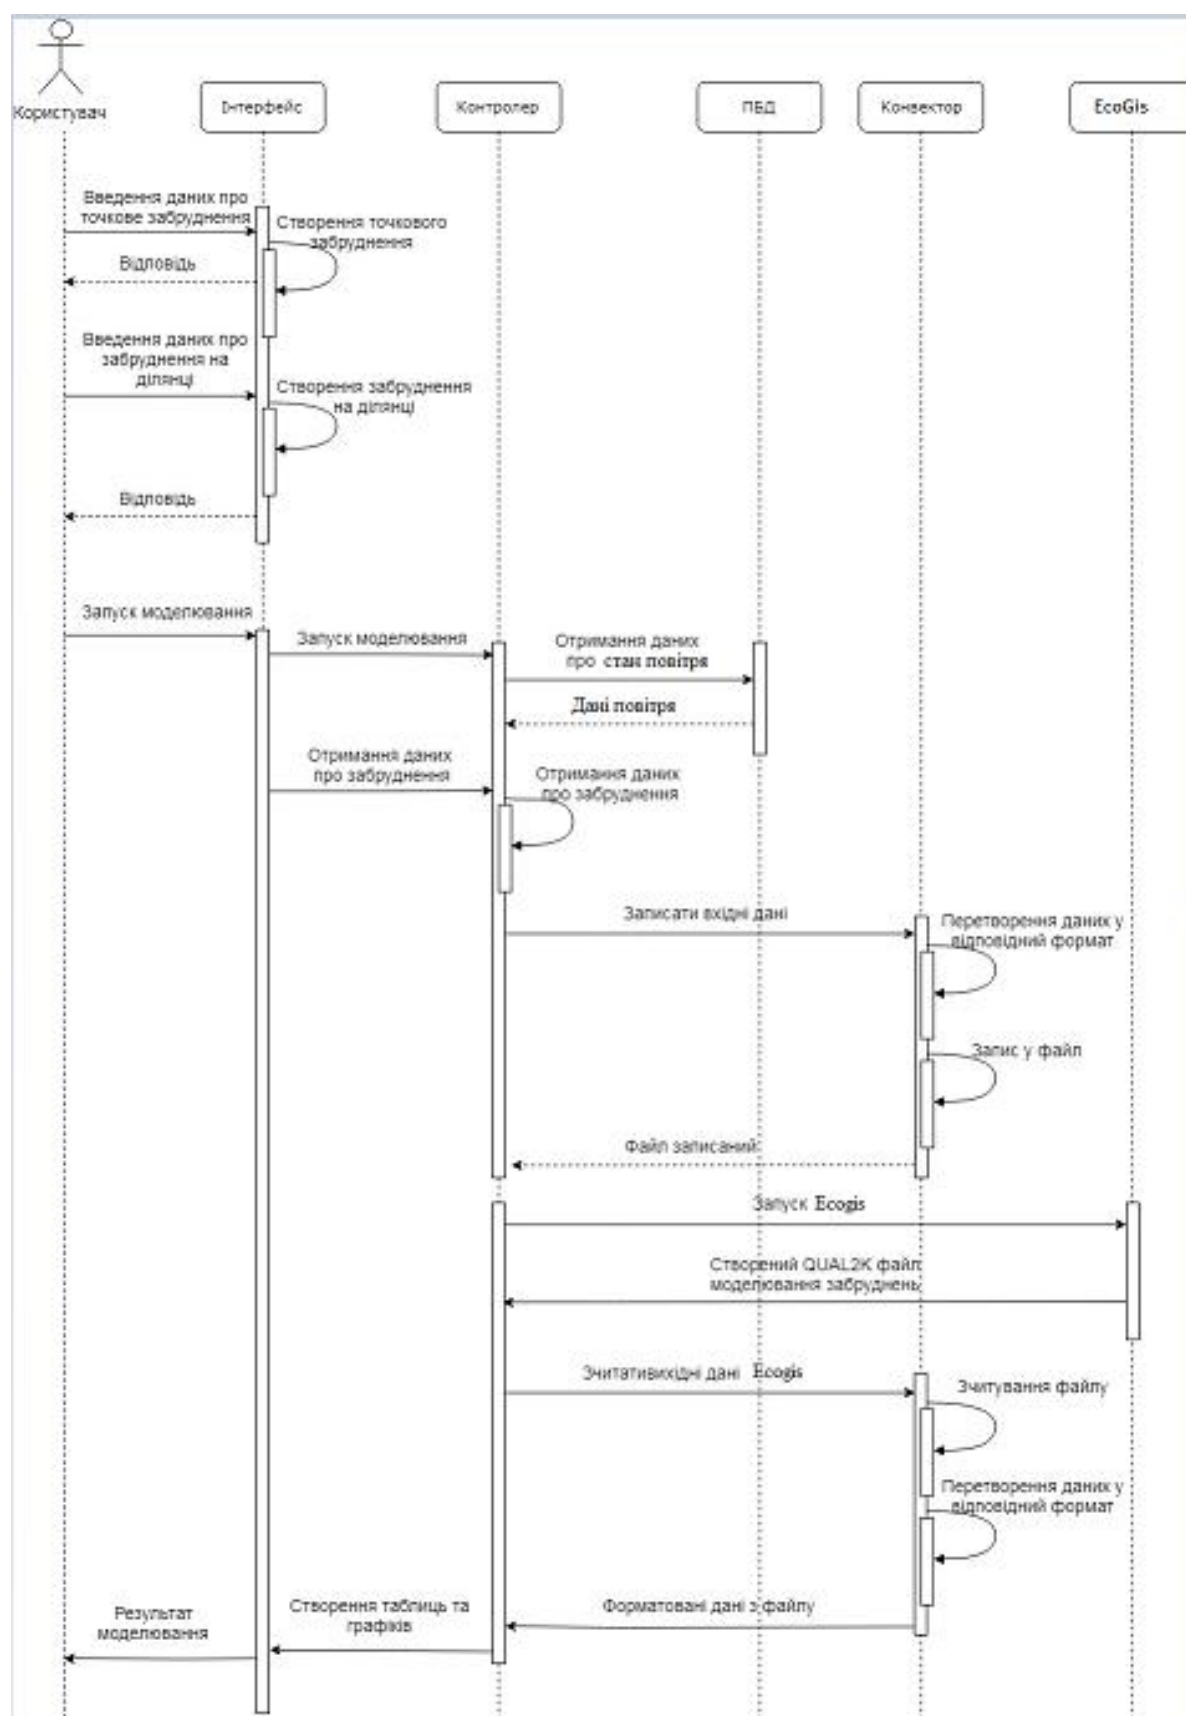 Користувач
Інтерфейс
Контролер
ПБД
Конвектор
EcoGis
Введення даних про
точкове забруднення
Створення точкового
забруднення
Відповідь
Введення даних про
забруднення на
ділянці
Створення забруднення
на ділянці
Відповідь
Запуск моделювання
Запуск моделювання
Отримання даних
про стан повітря
Дані повітря
Отримання даних
про забруднення
Отримання даних
про забруднення
Записати вхідні дані
Перетворення даних у
відповідний формат
Запис у файл
Файл записаний
Запуск Ecogis
Створений QUAL2K файл
моделювання забруднень
Зчитативихідні дані Ecogis
Зчитування файлу
Перетворення даних у
відповідний формат
Форматовані дані з файлу
Створення таблиць та
графіків
Результат
моделювання